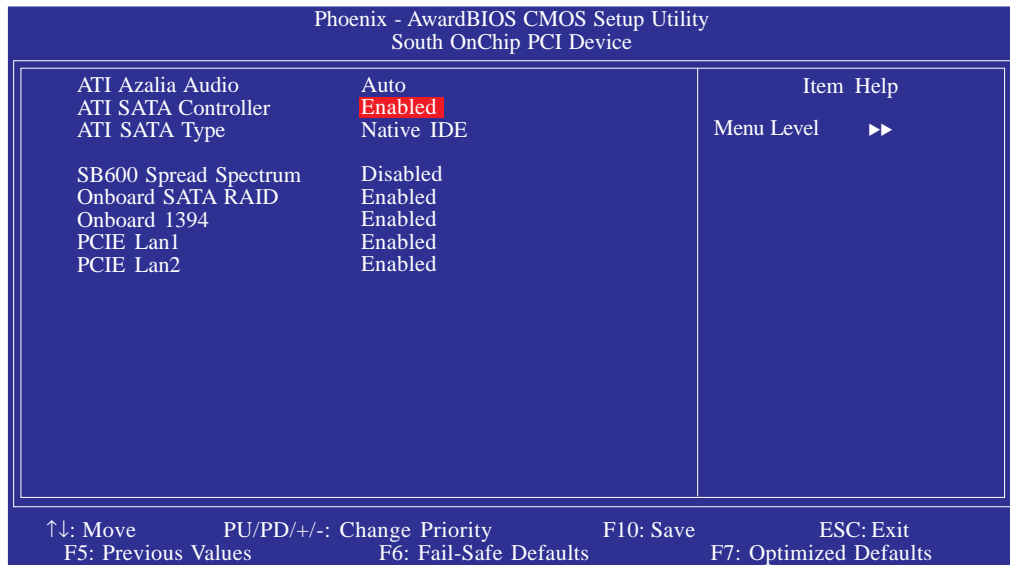 Phoenix - AwardBIOS CMOS Setup Utility
South OnChip PCI Device
ATI Azalia Audio Auto
ATI SATA Controller Enabled
ATI SATA Type Native IDE
SB600 Spread Spectrum Disabled
Onboard SATA RAID Enabled
Onboard 1394 Enabled
PCIE Lan1 Enabled
PCIE Lan2 Enabled
Item Help
Menu Level ▶▶
↑↓: Move PU/PD/+/-: Change Priority F10: Save ESC: Exit
F5: Previous Values F6: Fail-Safe Defaults F7: Optimized Defaults